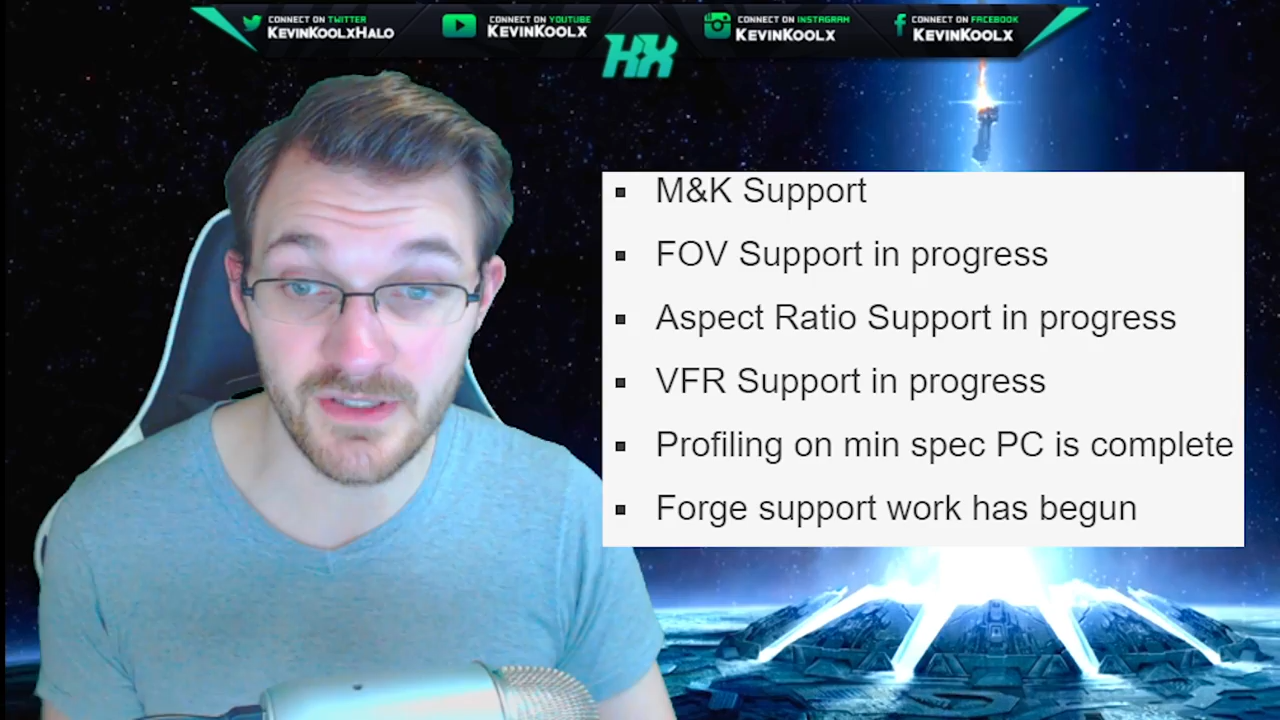 CONNECT ON TWITTER
KEVINKOOLXHALO
CONNECT ON YOUTUBE
KEVINKOOLX
KX
CONNECT ON INSTAGRAM
KEVINKOOLX
CONNECT ON FACEBOOK
KEVINKOOLX
M&K Support
FOV Support in progress
Aspect Ratio Support in progress
VFR Support in progress
Profiling on min spec PC is complete
Forge support work has begun